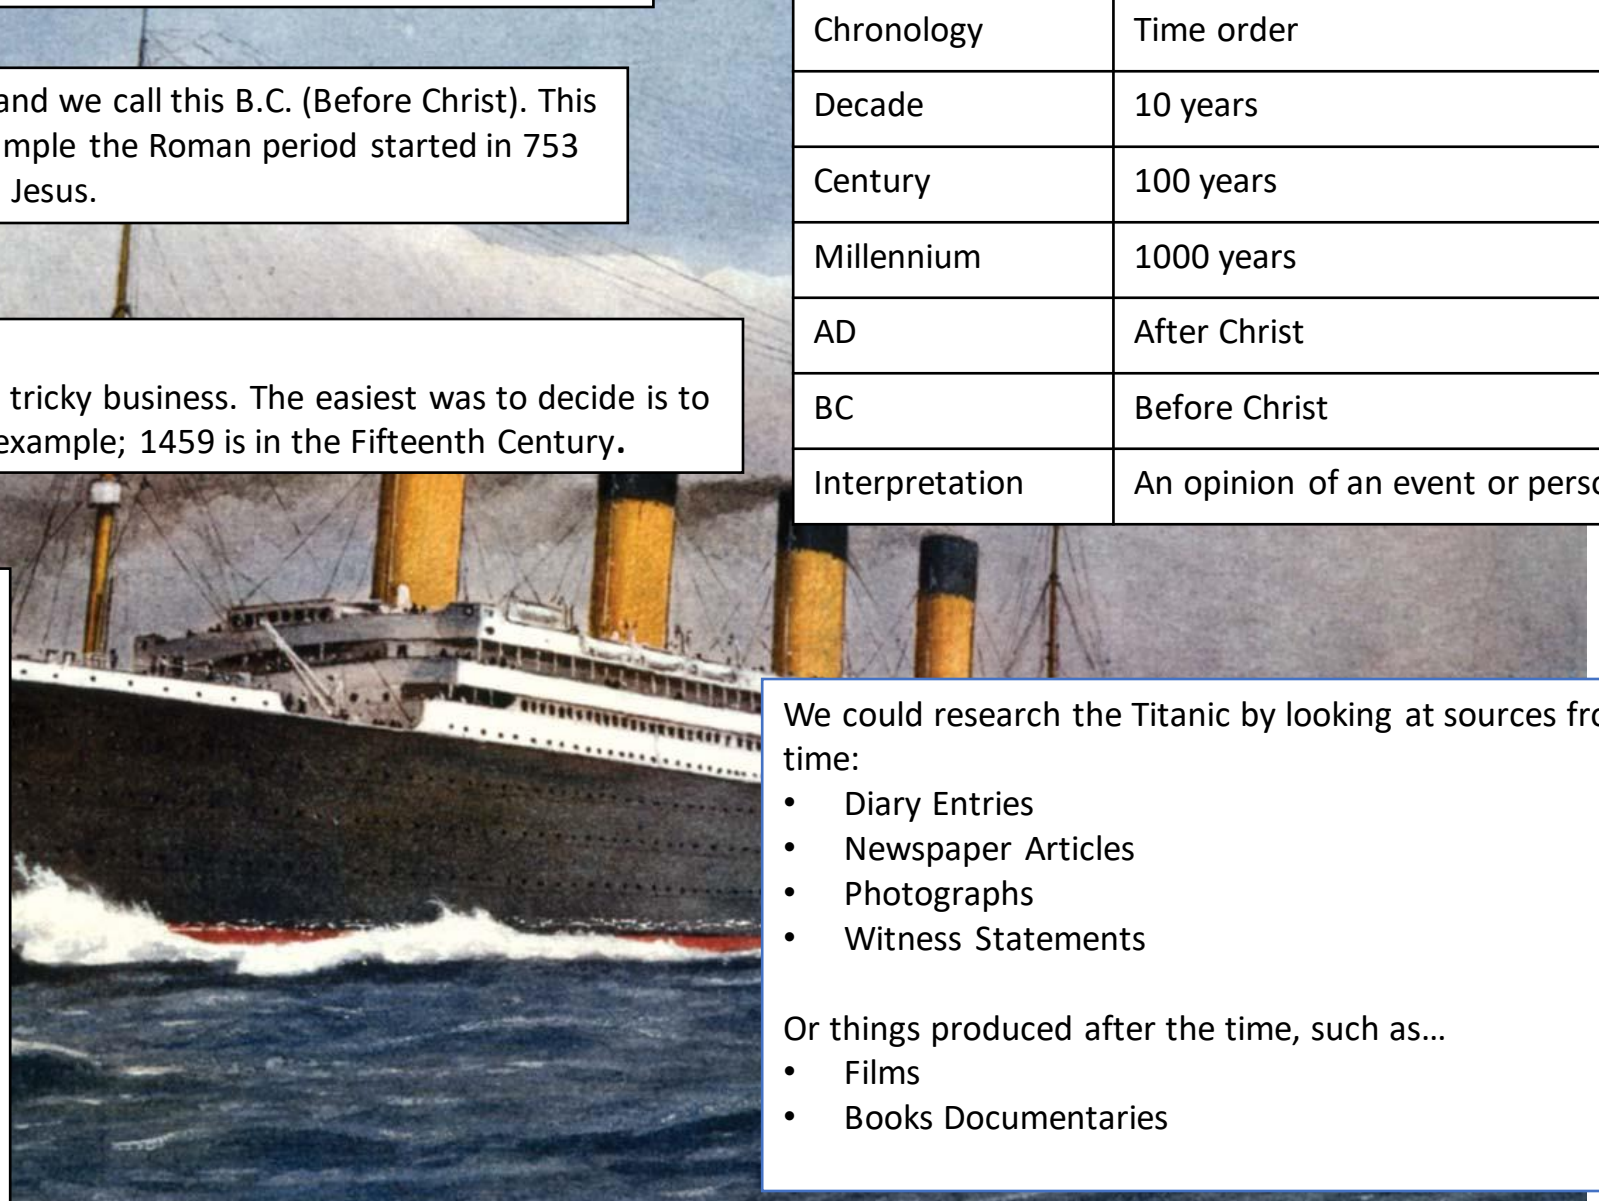 and we call this B.C. (Before Christ). This
mple the Roman period started in 753
Jesus.
tricky business. The easiest was to decide is to
example; 1459 is in the Fifteenth Century.
Chronology Time order
Decade 10 years
Century 100 years
Millennium 1000 years
AD After Christ
BC Before Christ
Interpretation An opinion of an event or perso
We could research the Titanic by looking at sources fro
time:
• Diary Entries
• Newspaper Articles
• Photographs
• Witness Statements
Or things produced after the time, such as…
• Films
• Books Documentaries